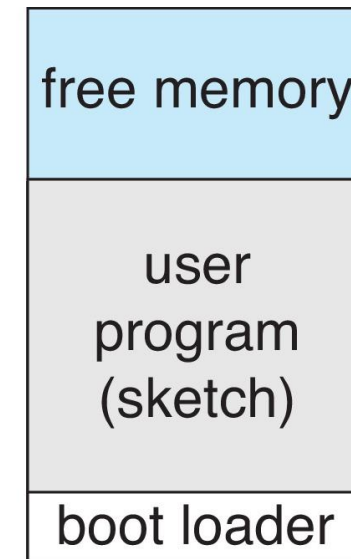 free memory
user
program
(sketch)
boot loader